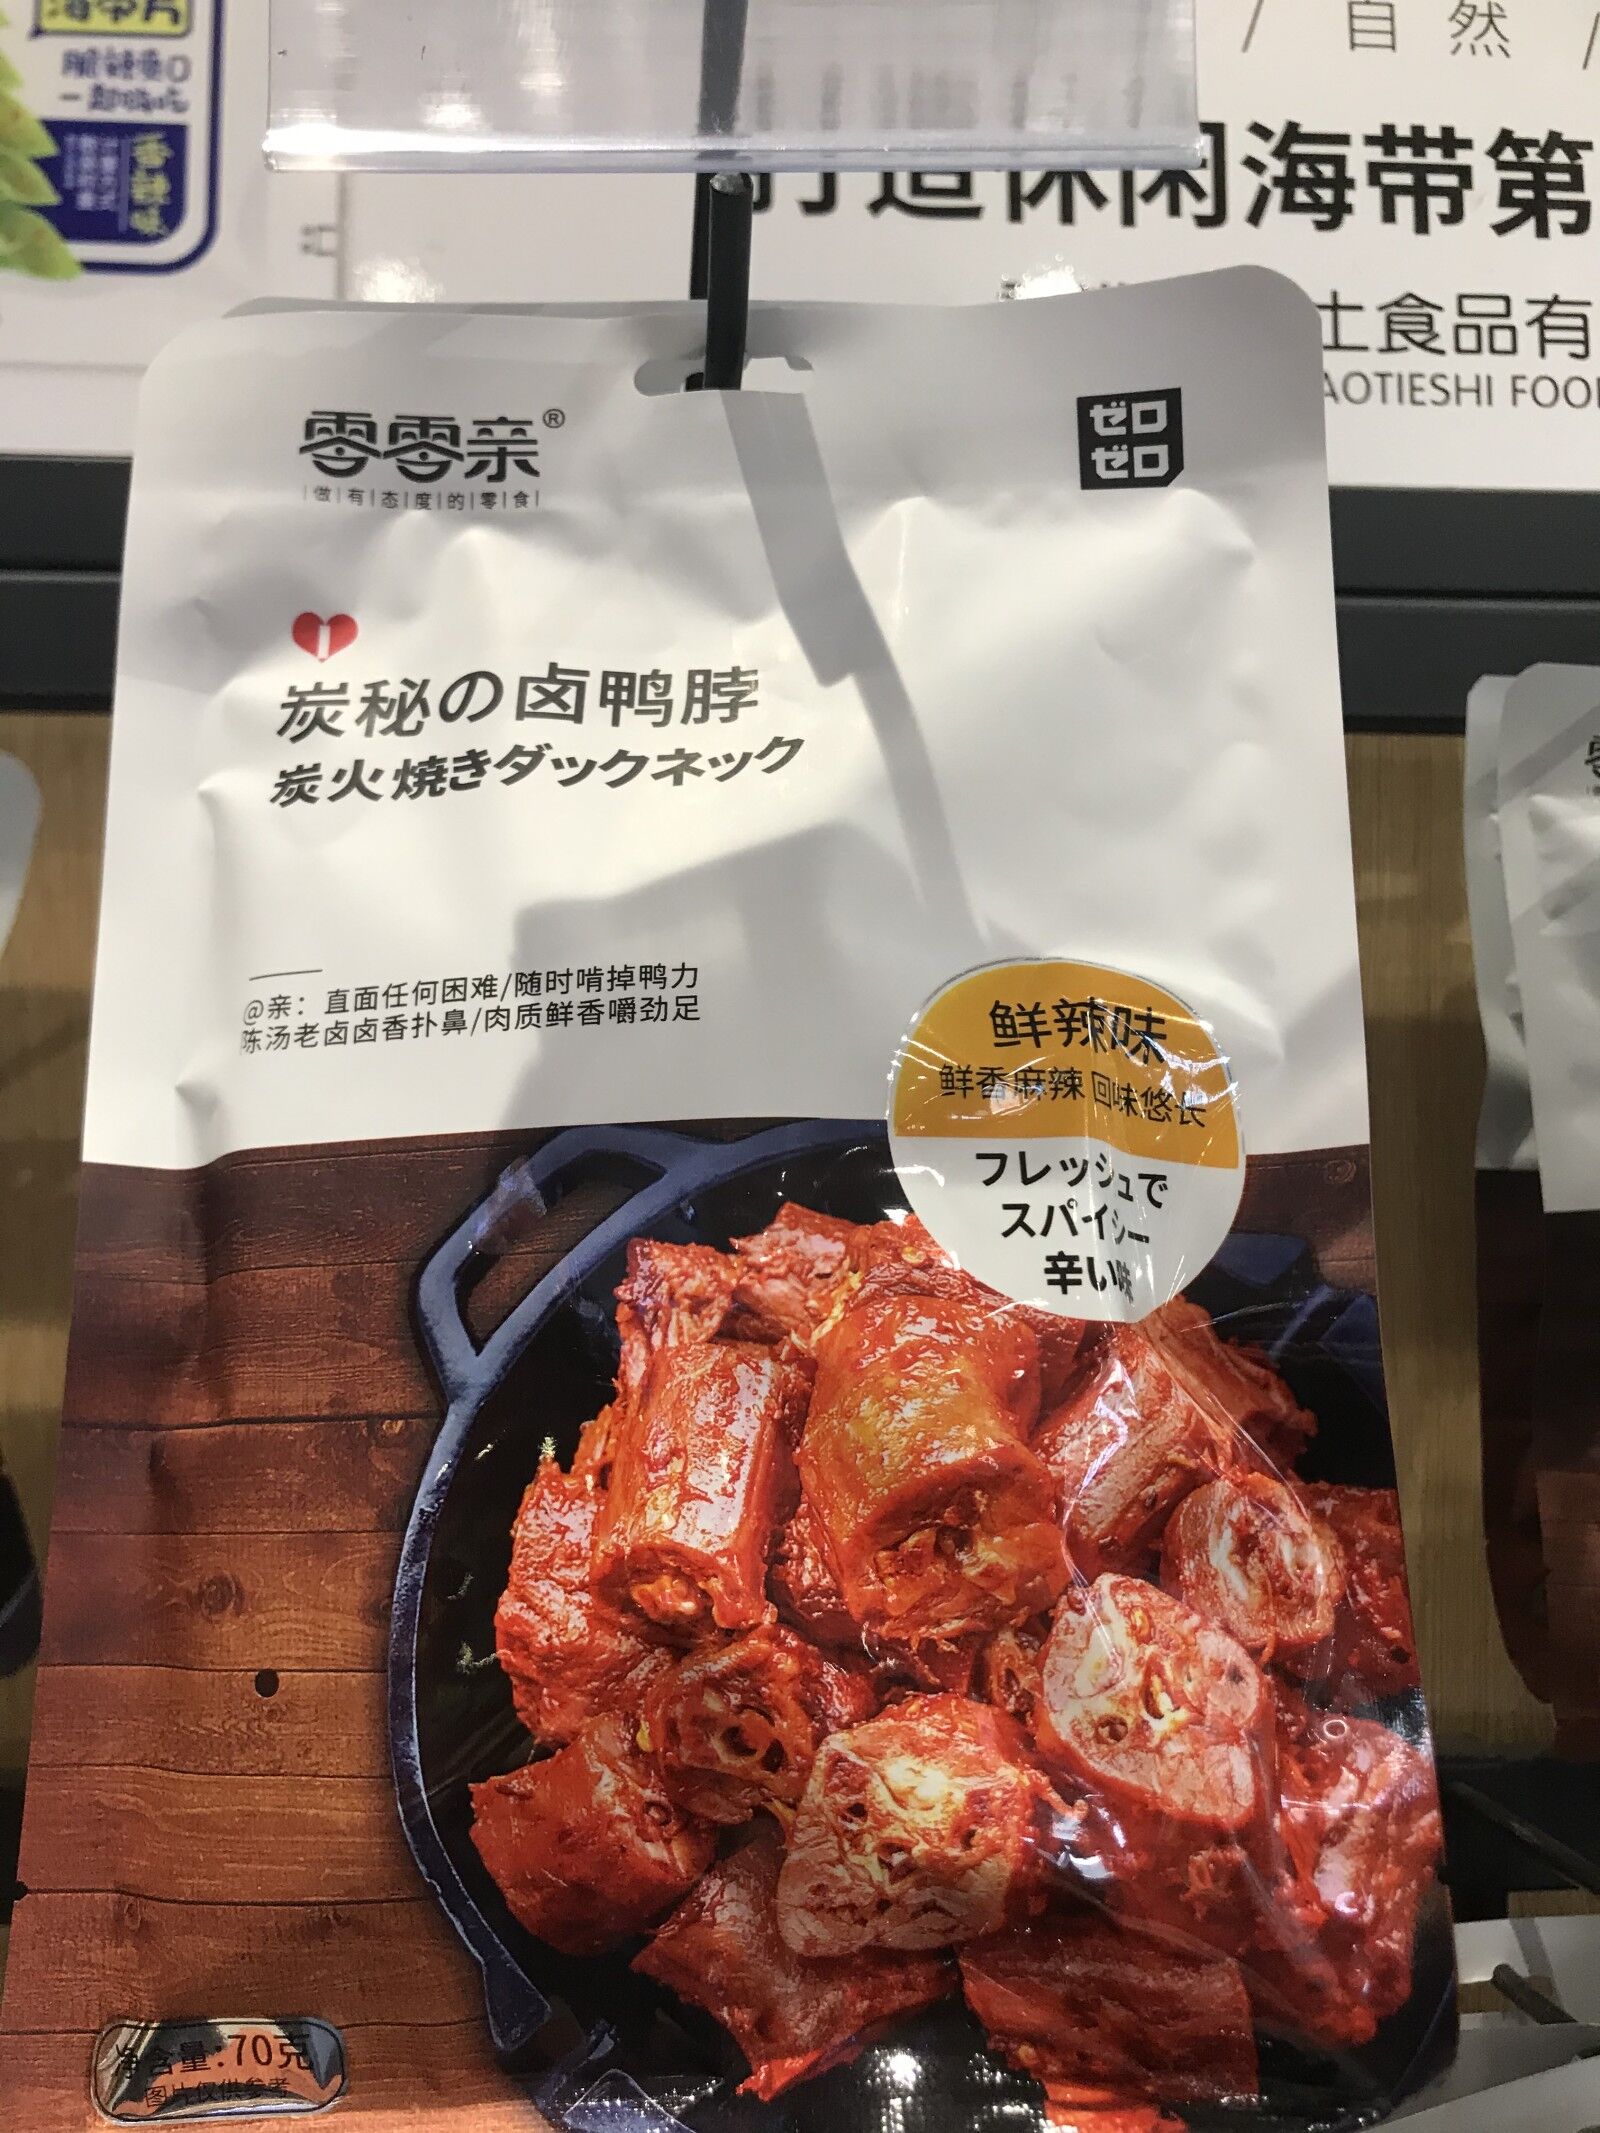 自 然
休闲海带第
士食品有
AOTIESHI FOO
香辣味
零零亲®
做有态度的零食
ゼロ
ゼロ
炭秘の卤鸭脖
炭火焼きダックネック
@亲：直面任何困难/随时啃掉鸭力
陈汤老卤卤香扑鼻/肉质鲜香嚼劲足
鲜辣味
鲜香麻辣 回味悠长
フレッシュで
スパイシー
辛い味
净含量:70克
图片仅供参考